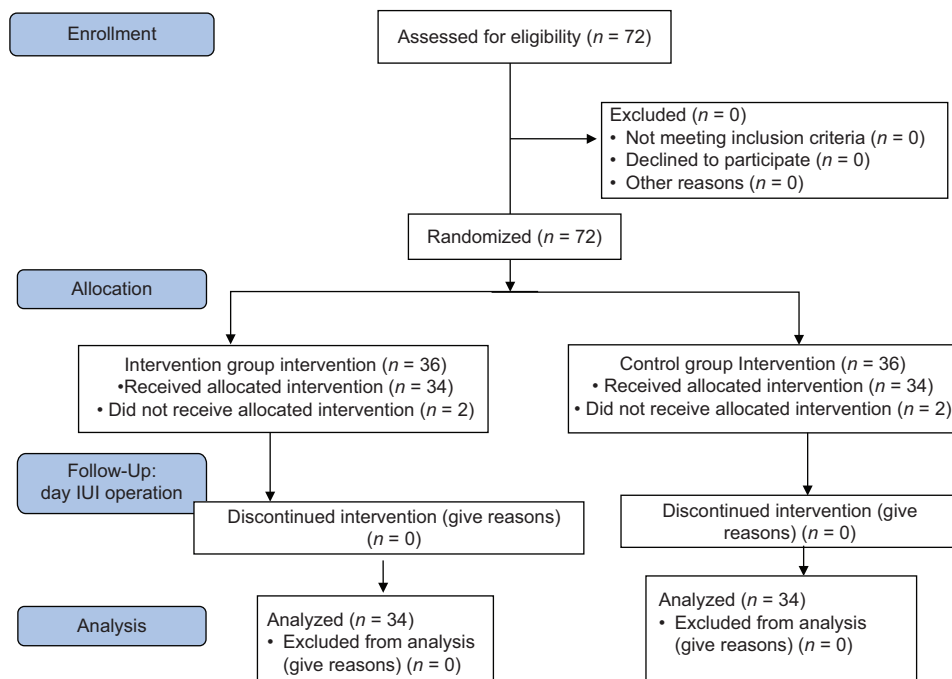 Enrollment
Assessed for eligibility (n = 72)
Excluded (n = 0)
• Not meeting inclusion criteria (n = 0)
• Declined to participate (n = 0)
• Other reasons (n = 0)
Randomized (n = 72)
Allocation
Intervention group intervention (n = 36)
•Received allocated intervention (n = 34)
• Did not receive allocated intervention (n = 2)
Control group Intervention (n = 36)
• Received allocated intervention (n = 34)
• Did not receive allocated intervention (n = 2)
Follow-Up:
day IUI operation
Discontinued intervention (give reasons)
(n = 0)
Discontinued intervention (give
reasons) (n = 0)
Analysis
Analyzed (n = 34)
• Excluded from analysis
(give reasons) (n = 0)
Analyzed (n = 34)
• Excluded from analysis
(give reasons) (n = 0)